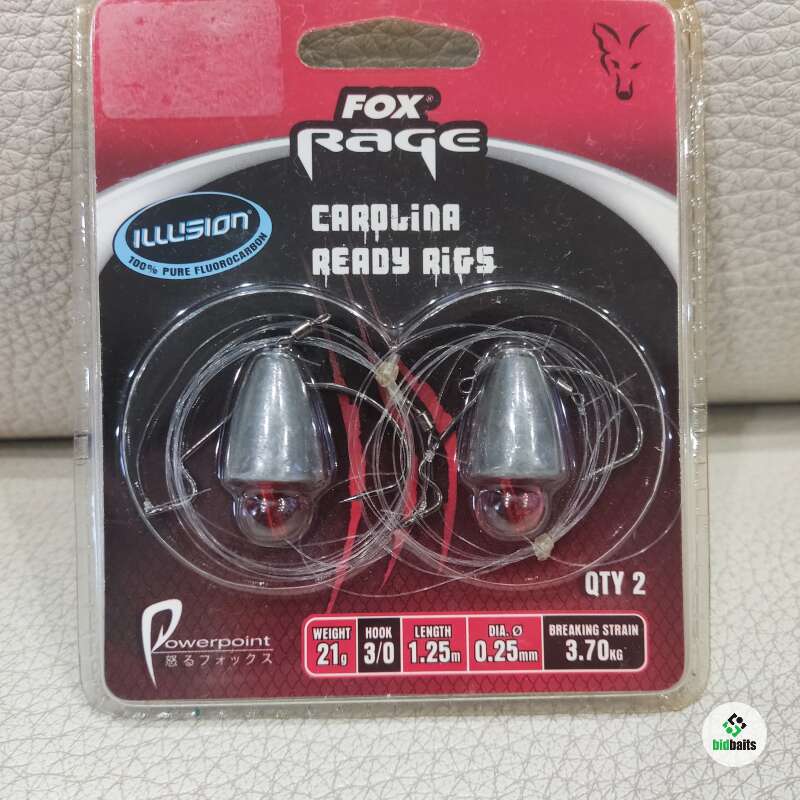 FOX®
RAGE
ILLUSION®
100% PURE FLUOROCARBON
CAROLINA
READY RIGS
QTY 2
Powerpoint
怒るフォックス
WEIGHT
21g
HOOK
3/0
LENGTH
1.25m
DIA. Ø
0.25mm
BREAKING STRAIN
3.70KG
bidbaits